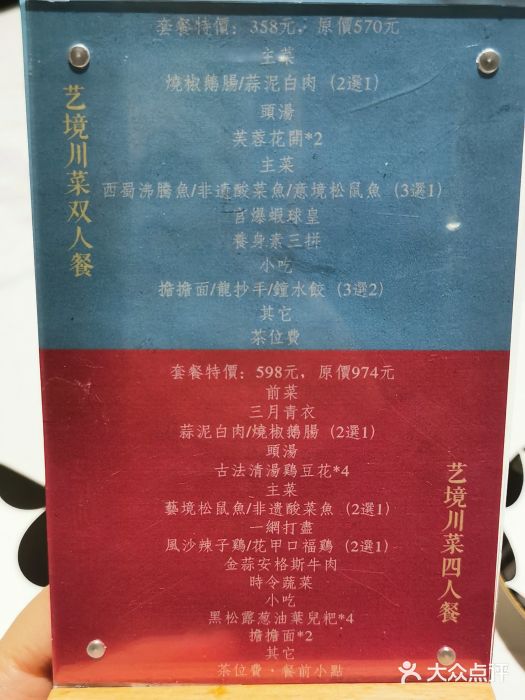 艺境川菜双人餐
套餐特價：358元，原價570元
主菜
燒椒鵝腸/蒜泥白肉（2選1）
頭湯
芙蓉花開*2
主菜
西蜀沸騰魚/非遺酸菜魚/意境松鼠魚（3選1）
官爆蝦球皇
養身素三拼
小吃
擔擔面/龍抄手/鐘水餃（3選2）
其它
茶位費
套餐特價：598元，原價974元
前菜
三月青衣
蒜泥白肉/燒椒鵝腸（2選1）
頭湯
古法清湯鷄豆花*4
主菜
藝境松鼠魚/非遺酸菜魚（2選1）
一網打盡
風沙辣子鷄/花甲口福鷄（2選1）
金蒜安格斯牛肉
時令蔬菜
小吃
黑松露葱油葉兒粑*4
擔擔面*2
其它
茶位費·餐前小點
艺境川菜四人餐
大众点评